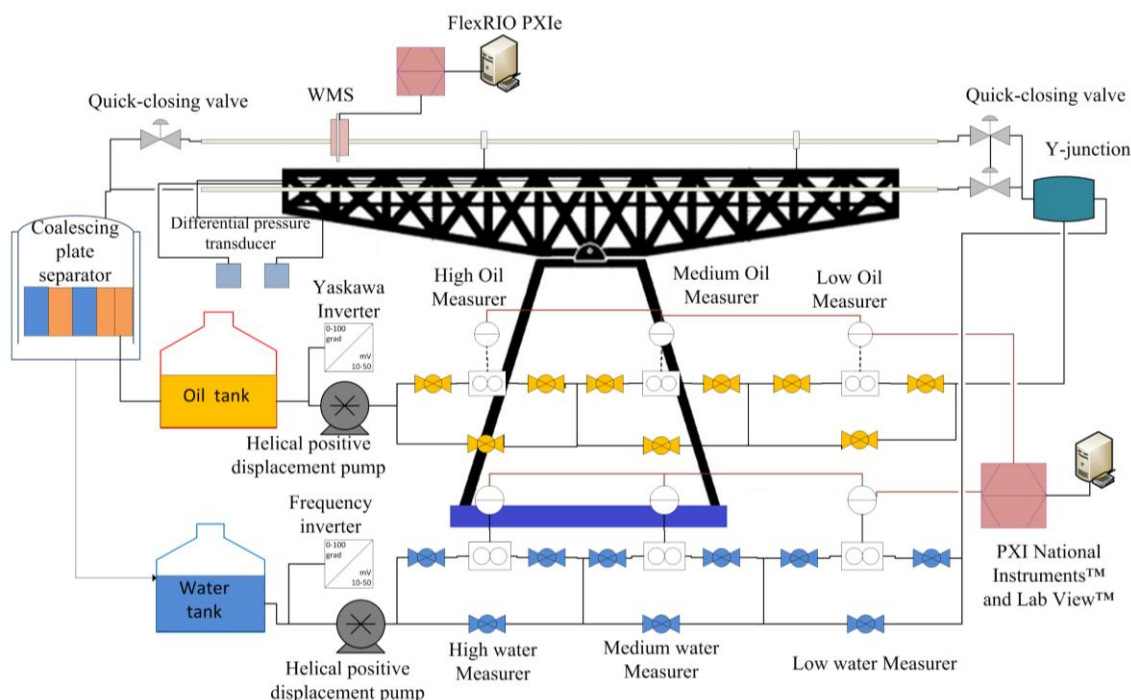 FlexRIO PXIe
Quick-closing valve
WMS
Quick-closing valve
Y-junction
Coalescing
plate
separator
Differential pressure
transducer
High Oil
Measurer
Medium Oil
Measurer
Low Oil
Measurer
Yaskawa
Inverter
0-100
grad
mV
10-50
Oil tank
Helical positive
displacement pump
Frequency
inverter
0-100
grad
mV
10-50
Water
tank
PXI National
Instruments™
and Lab View™
High water
Measurer
Medium water
Measurer
Low water Measurer
Helical positive
displacement pump